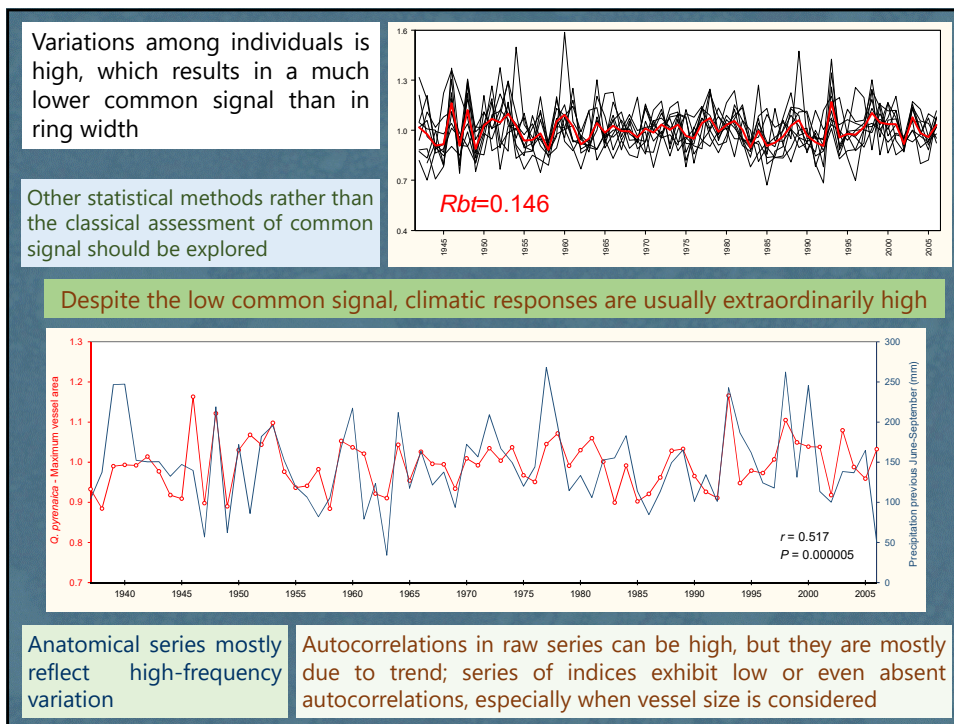 Variations among individuals is
high, which results in a much
lower common signal than in
ring width
Other statistical methods rather than
the classical assessment of common
signal should be explored
1.6
1.3
1.0
0.7
0.4
Rbt=0.146
1945
1950
1955
1960
1965
1970
1975
1980
1985
1990
1995
2000
2005
Despite the low common signal, climatic responses are usually extraordinarily high
Q. pyrenaica - Maximum vessel area
1.3
1.2
1.1
1.0
0.9
0.8
0.7
300
250
200
150
100
50
0
Precipitation previous June-September (mm)
r = 0.517
P = 0.000005
1940
1945
1950
1955
1960
1965
1970
1975
1980
1985
1990
1995
2000
2005
Anatomical series mostly
reflect high-frequency
variation
Autocorrelations in raw series can be high, but they are mostly
due to trend; series of indices exhibit low or even absent
autocorrelations, especially when vessel size is considered